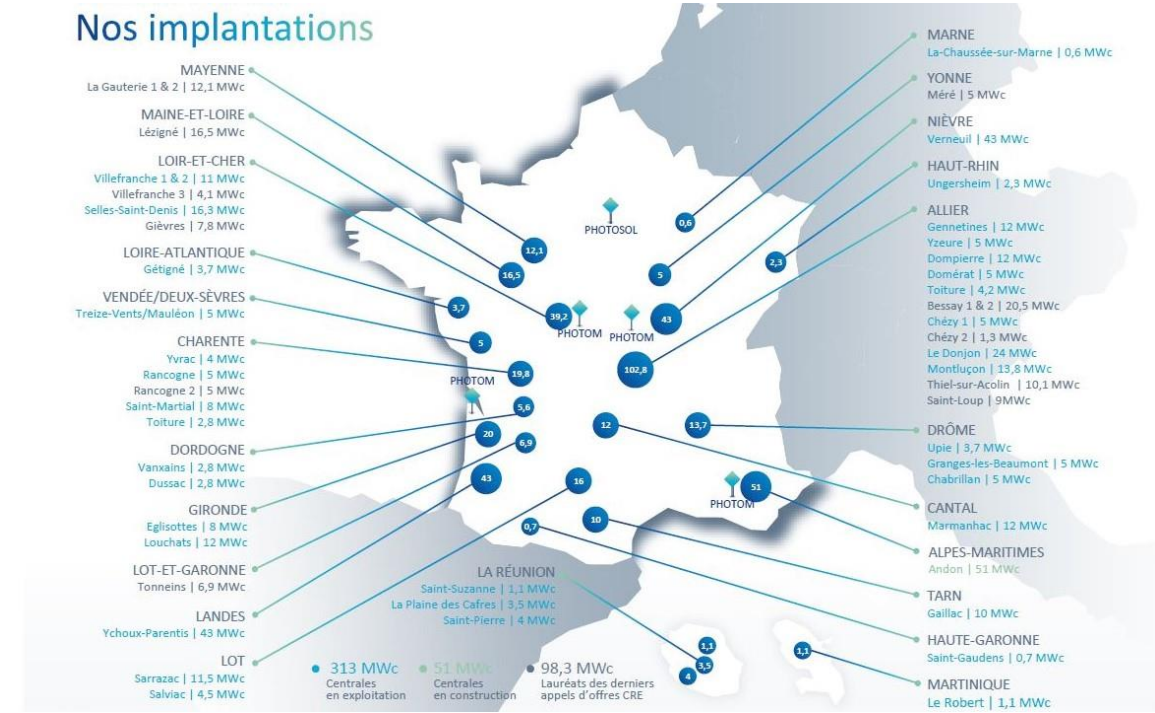 Nos implantations
MAYENNE
La Gauterie 1 & 2 | 12,1 MWc
MAINE-ET-LOIRE
Lézigné | 16,5 MWc
LOIR-ET-CHER
Villefranche 1 & 2 | 11 MWc
Villefranche 3 | 4,1 MWc
Selles-Saint-Denis | 16,3 MWc
Gièvres | 7,8 MWc
LOIRE-ATLANTIQUE
Gétigné | 3,7 MWc
VENDÉE/DEUX-SÈVRES
Treize-Vents/Mauléon | 5 MWc
CHARENTE
Yvrac | 4 MWc
Rancogne | 5 MWc
Rancogne 2 | 5 MWc
Saint-Martial | 8 MWc
Toiture | 2,8 MWc
DORDOGNE
Vanxains | 2,8 MWc
Dussac | 2,8 MWc
GIRONDE
Eglisottes | 8 MWc
Louchats | 12 MWc
LOT-ET-GARONNE
Tonneins | 6,9 MWc
LANDES
Ychoux-Parentis | 43 MWc
LOT
Sarrazac | 11,5 MWc
Salviac | 4,5 MWc
PHOTOSOL
0,6
12,1
2,3
16,5
5
3,7
39,2
43
PHOTOM
PHOTOM
5
102,8
19,8
PHOTOM
5,6
12
13,7
20
6,9
43
16
51
PHOTOM
10
0,7
LA RÉUNION
Saint-Suzanne | 1,1 MWc
La Plaine des Cafres | 3,5 MWc
Saint-Pierre | 4 MWc
1,1
3,5
4
1,1
313 MWc
Centrales
en exploitation
51 MWc
Centrales
en construction
98,3 MWc
Lauréats des derniers
appels d'offres CRE
MARNE
La-Chaussée-sur-Marne | 0,6 MWc
YONNE
Méré | 5 MWc
NIÈVRE
Verneuil | 43 MWc
HAUT-RHIN
Ungersheim | 2,3 MWc
ALLIER
Gennetines | 12 MWc
Yzeure | 5 MWc
Dompierre | 12 MWc
Domérat | 5 MWc
Toiture | 4,2 MWc
Bessay 1 & 2 | 20,5 MWc
Chézy 1 | 5 MWc
Chézy 2 | 1,3 MWc
Le Donjon | 24 MWc
Montluçon | 13,8 MWc
Thiel-sur-Acolin | 10,1 MWc
Saint-Loup | 9MWc
DRÔME
Upie | 3,7 MWc
Granges-les-Beaumont | 5 MWc
Chabrillan | 5 MWc
CANTAL
Marmanhac | 12 MWc
ALPES-MARITIMES
Andon | 51 MWc
TARN
Gaillac | 10 MWc
HAUTE-GARONNE
Saint-Gaudens | 0,7 MWc
MARTINIQUE
Le Robert | 1,1 MWc